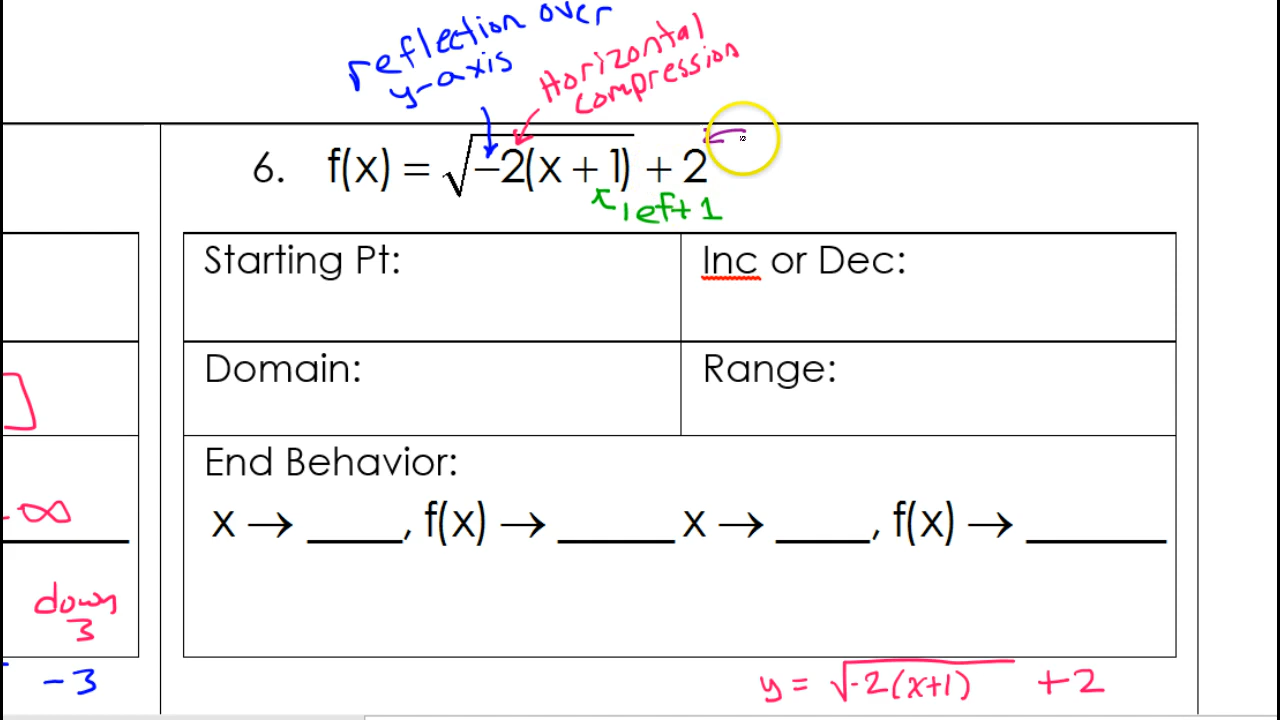 reflection over
y-axis
Horizontal
compression
6. f(x) = √-2(x + 1) + 2
left 1
Starting Pt:
Inc or Dec:
Domain:
Range:
End Behavior:
x → ____, f(x) → _____ x → ____, f(x) → ______
-∞
down
3
-3
y = √-2(x+1) +2